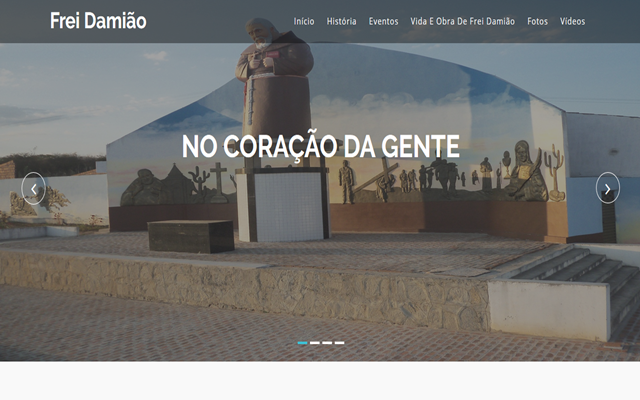 Frei Damião
Início História Eventos Vida E Obra De Frei Damião Fotos Vídeos
NO CORAÇÃO DA GENTE